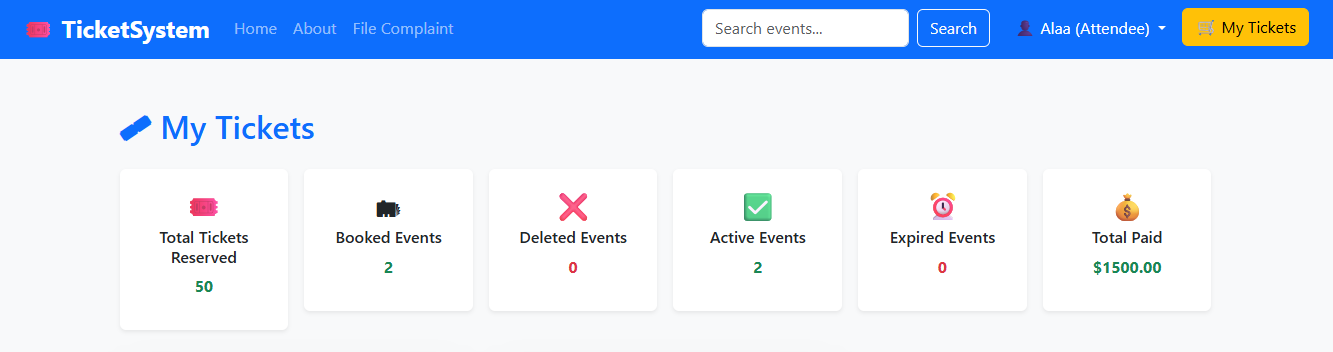 TicketSystem Home About File Complaint Search events... Search Alaa (Attendee) My Tickets
My Tickets
Total Tickets
Reserved
50
Booked Events
2
Deleted Events
0
Active Events
2
Expired Events
0
Total Paid
$1500.00